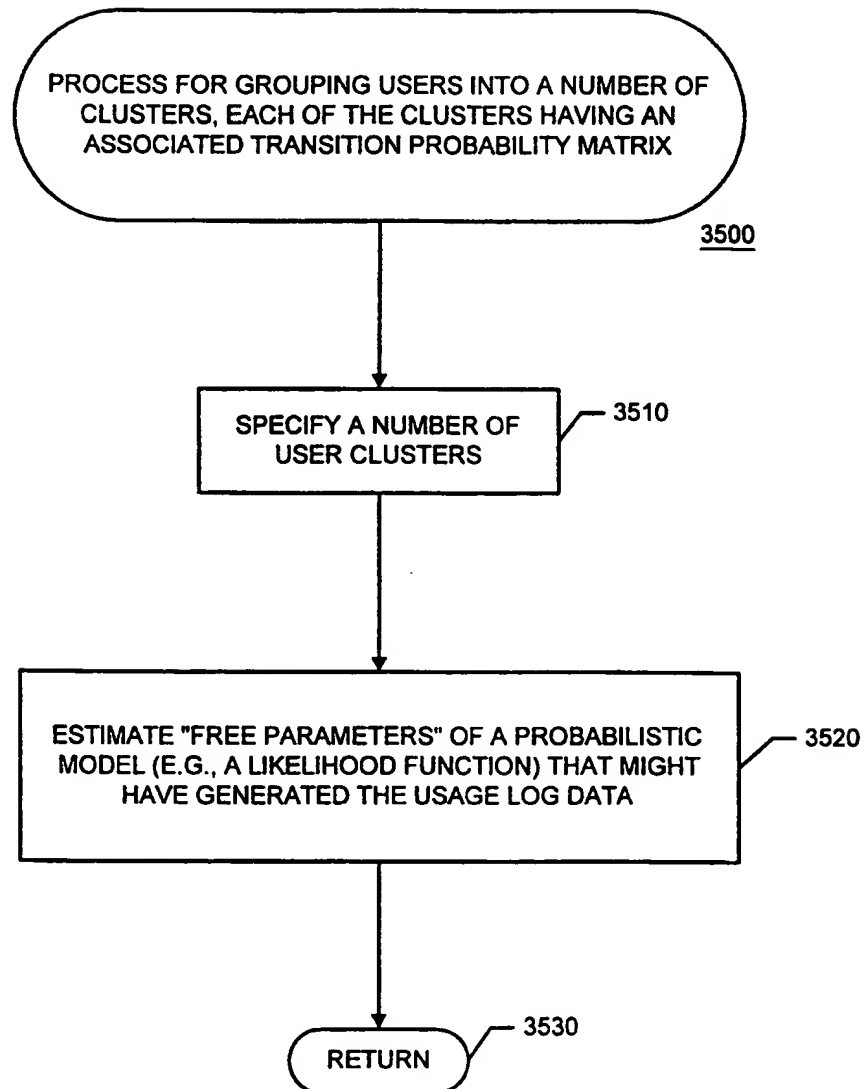 PROCESS FOR GROUPING USERS INTO A NUMBER OF
CLUSTERS, EACH OF THE CLUSTERS HAVING AN
ASSOCIATED TRANSITION PROBABILITY MATRIX
3500
SPECIFY A NUMBER OF
USER CLUSTERS
3510
ESTIMATE "FREE PARAMETERS" OF A PROBABILISTIC
MODEL (E.G., A LIKELIHOOD FUNCTION) THAT MIGHT
HAVE GENERATED THE USAGE LOG DATA
3520
RETURN
3530